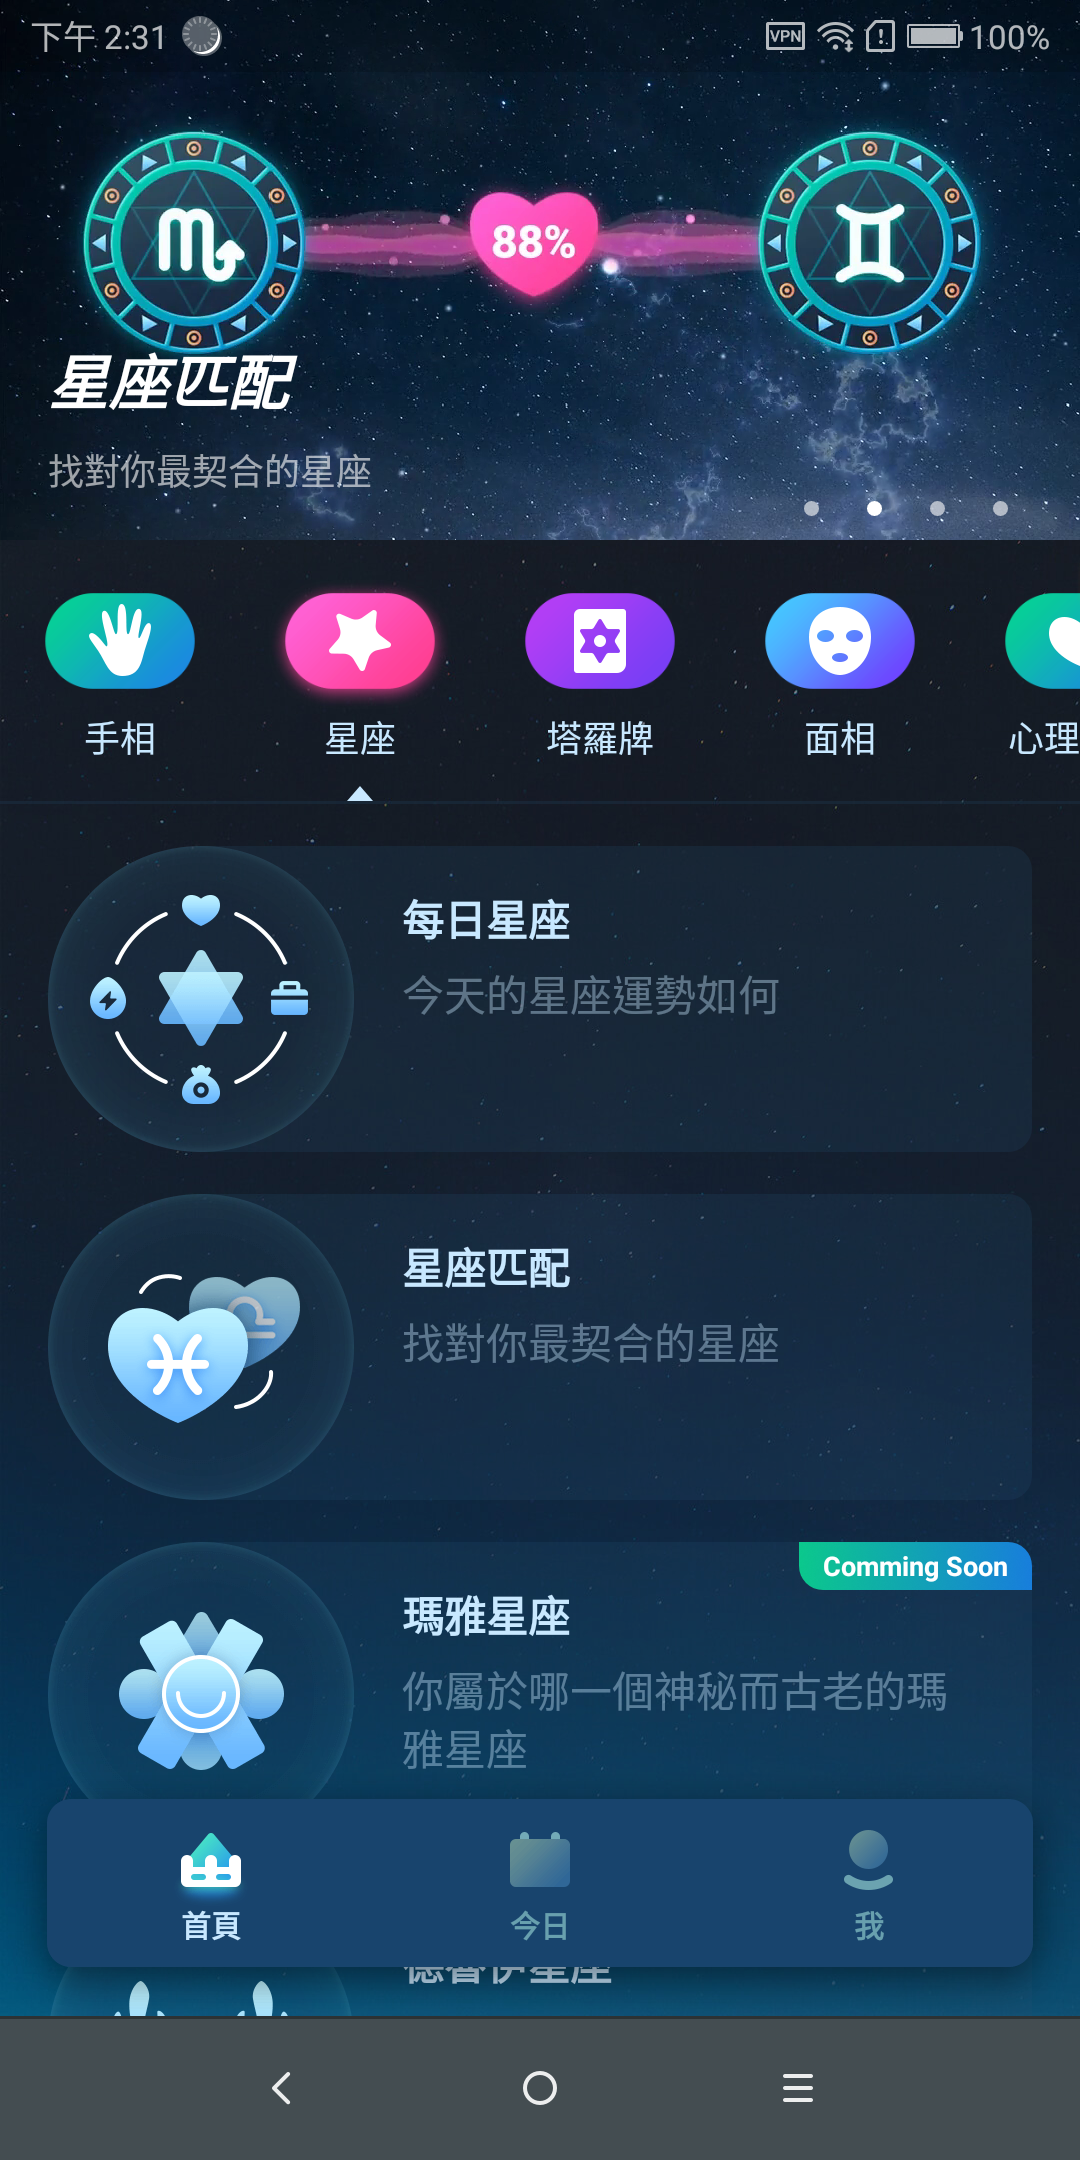 下午 2:31
VPN
100%
88%
星座匹配
找對你最契合的星座
手相
星座
塔羅牌
面相
心理
每日星座
今天的星座運勢如何
星座匹配
找對你最契合的星座
Comming Soon
瑪雅星座
你屬於哪一個神秘而古老的瑪
雅星座
首頁
今日
我